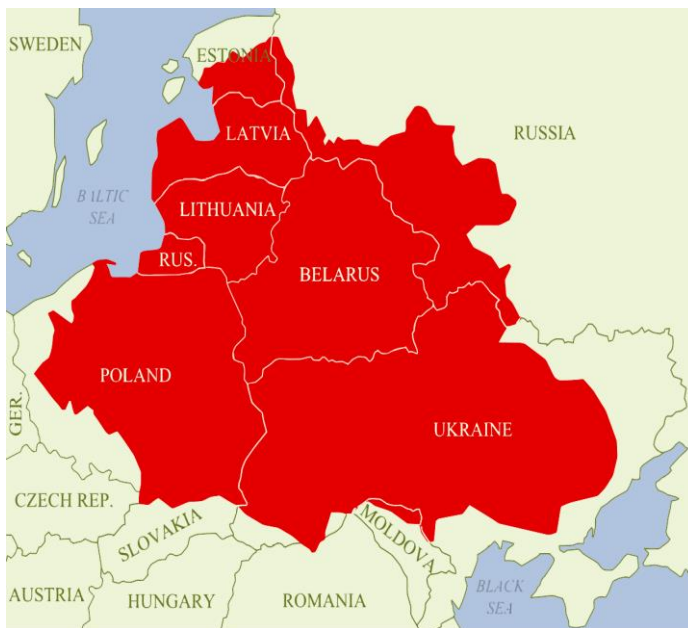 SWEDEN
ESTONIA
RUSSIA
LATVIA
BALTIC
SEA
LITHUANIA
RUS.
BELARUS
POLAND
GER.
UKRAINE
CZECH REP.
SLOVAKIA
MOLDOVA
AUSTRIA
HUNGARY
ROMANIA
BLACK
SEA